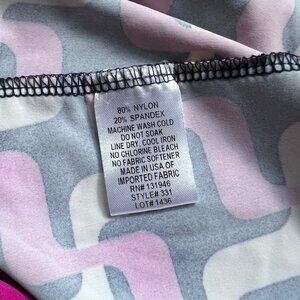 80% NYLON
20% SPANDEX
MACHINE WASH COLD
DO NOT SOAK
LINE DRY, COOL IRON
NO CHLORINE BLEACH
NO FABRIC SOFTENER
MADE IN USA OF
IMPORTED FABRIC
RN# 131946
STYLE# 331
LOT# 1436